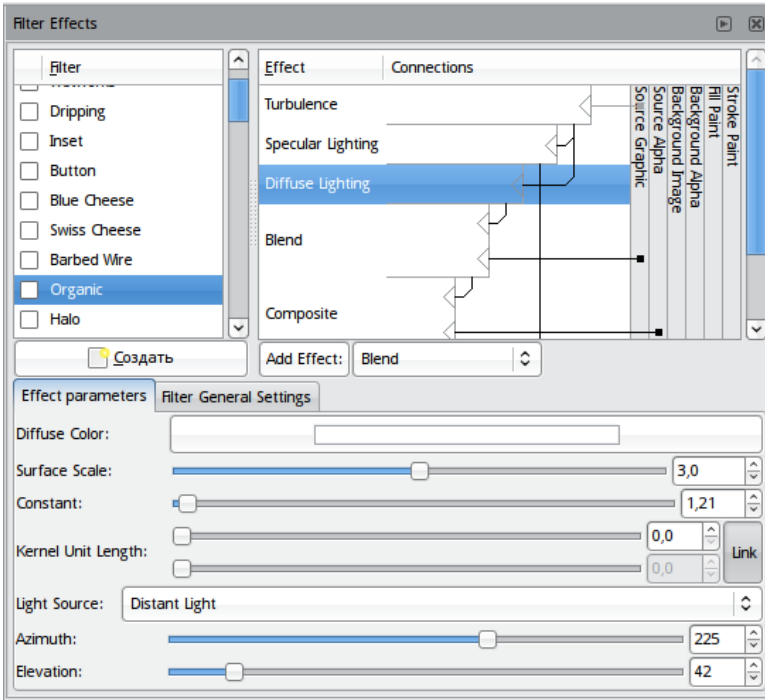 Filter Effects
Filter
Dripping
Inset
Button
Blue Cheese
Swiss Cheese
Barbed Wire
Organic
Halo
Создать
Effect Connections
Turbulence
Specular Lighting
Diffuse Lighting
Blend
Composite
Source Graphic
Source Alpha
Background Image
Background Alpha
Fill Paint
Stroke Paint
Add Effect: Blend
Effect parameters Filter General Settings
Diffuse Color:
Surface Scale: 3,0
Constant: 1,21
Kernel Unit Length: 0,0 Link
0,0
Light Source: Distant Light
Azimuth: 225
Elevation: 42